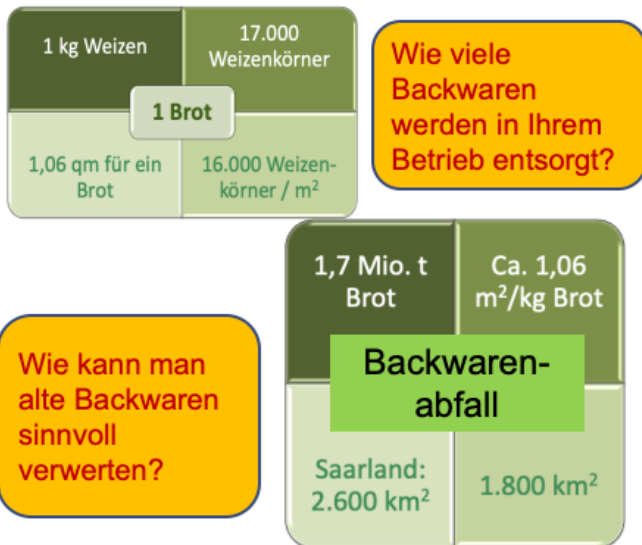 1 kg Weizen
17.000
Weizenkörner
1 Brot
1,06 qm für ein
Brot
16.000 Weizen-
körner / m²
Wie viele
Backwaren
werden in Ihrem
Betrieb entsorgt?
1,7 Mio. t
Brot
Ca. 1,06
m²/kg Brot
Backwaren-
abfall
Saarland:
2.600 km²
1.800 km²
Wie kann man
alte Backwaren
sinnvoll
verwerten?